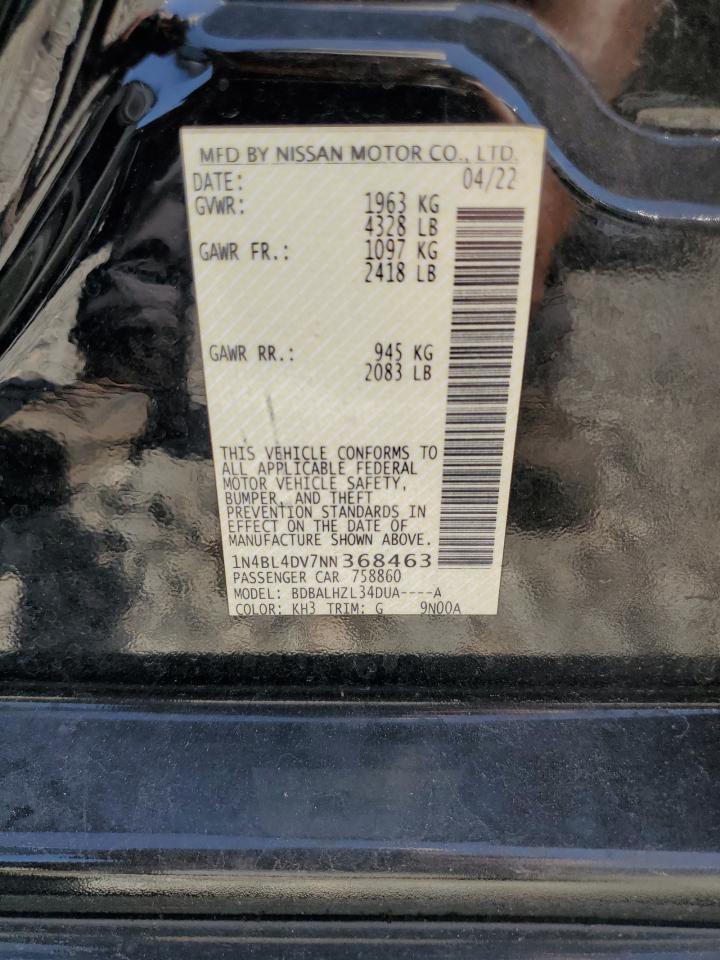 MFD BY NISSAN MOTOR CO., LTD.
DATE: 04/22
GVWR: 1963 KG
4328 LB
GAWR FR.: 1097 KG
2418 LB
GAWR RR.: 945 KG
2083 LB
THIS VEHICLE CONFORMS TO
ALL APPLICABLE FEDERAL
MOTOR VEHICLE SAFETY,
BUMPER, AND THEFT
PREVENTION STANDARDS IN
EFFECT ON THE DATE OF
MANUFACTURE SHOWN ABOVE.
1N4BL4DV7NN368463
PASSENGER CAR 758860
MODEL: BDBALHZL34DUA----A
COLOR: KH3 TRIM: G 9N00A